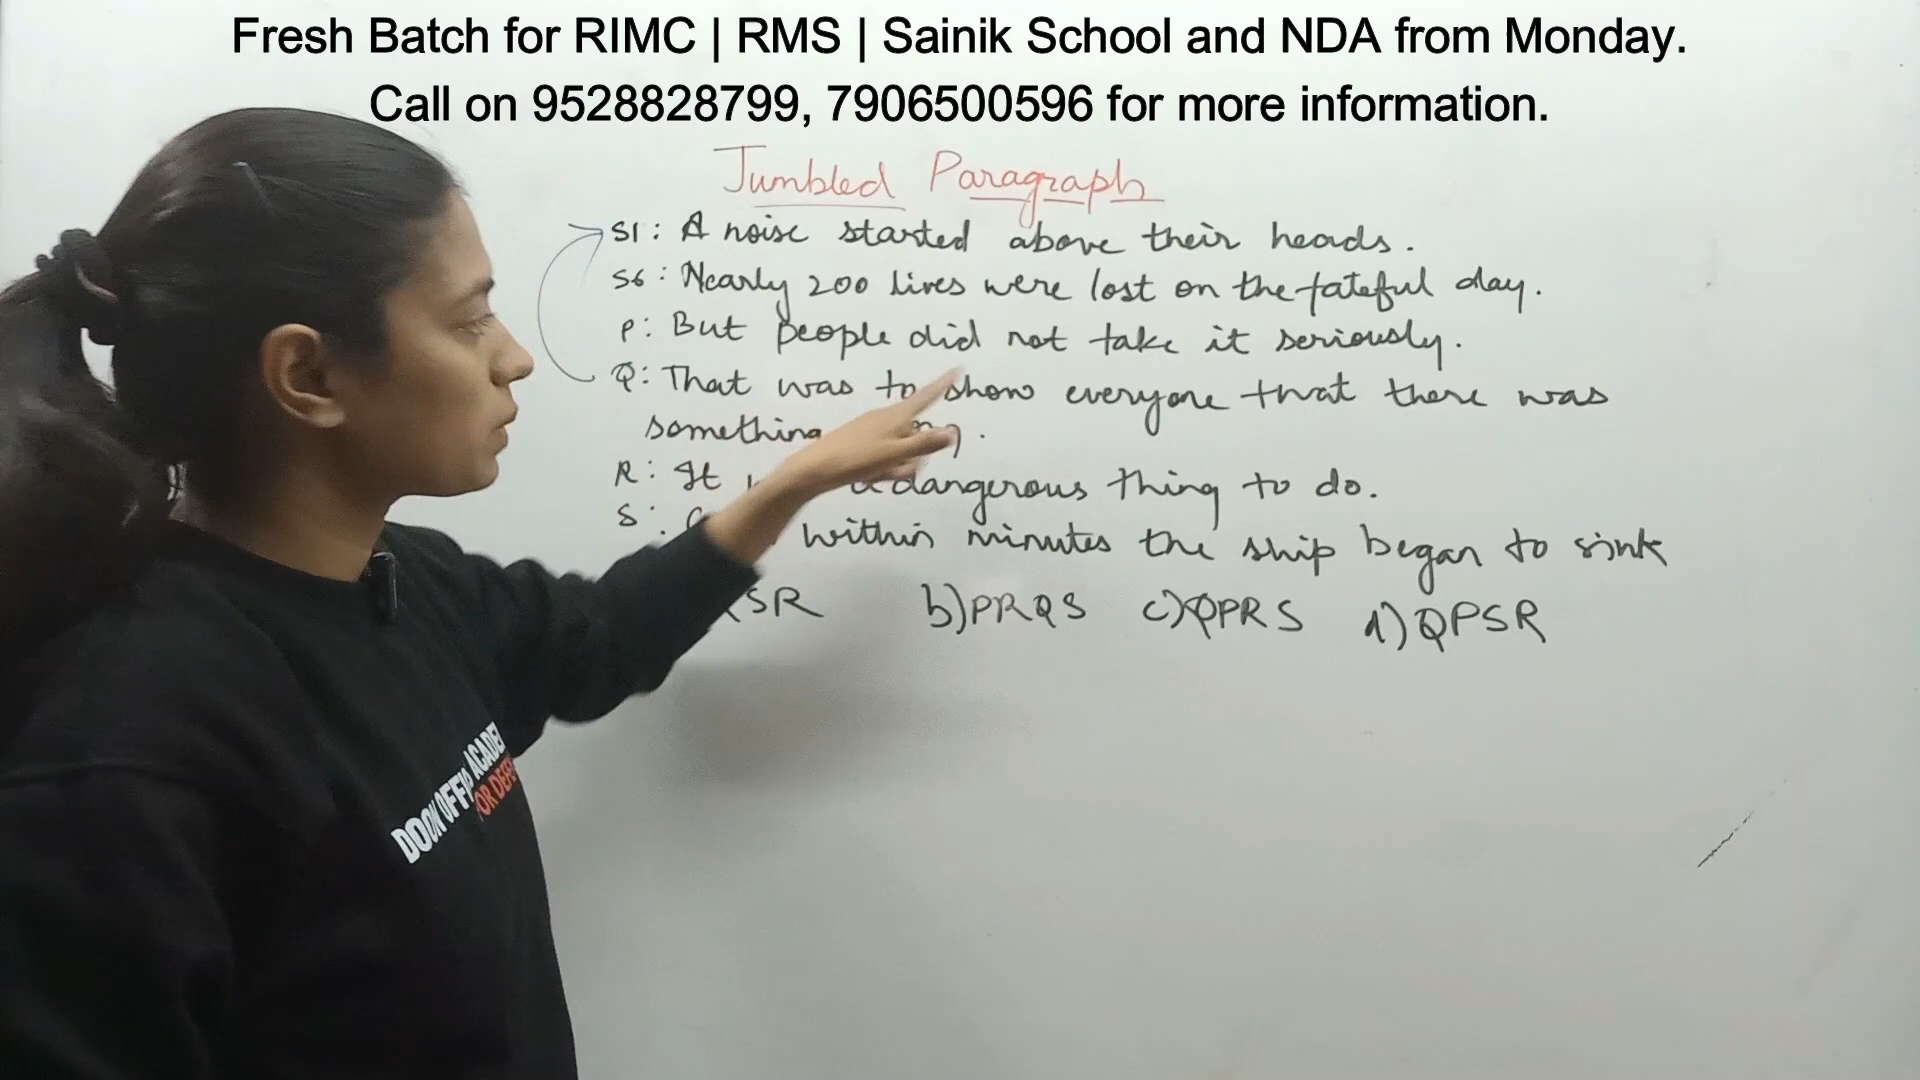 Fresh Batch for RIMC | RMS | Sainik School and NDA from Monday.
Call on 9528828799, 7906500596 for more information.
Jumbled Paragraph
S1: A noise started above their heads.
S6: Nearly 200 lives were lost on the fateful day.
P: But people did not take it seriously.
Q: That was to show everyone that there was
something
R: It a dangerous thing to do.
S: within minutes the ship began to sink
SR b) PRQS c) QPRS d) QPSR
DOON